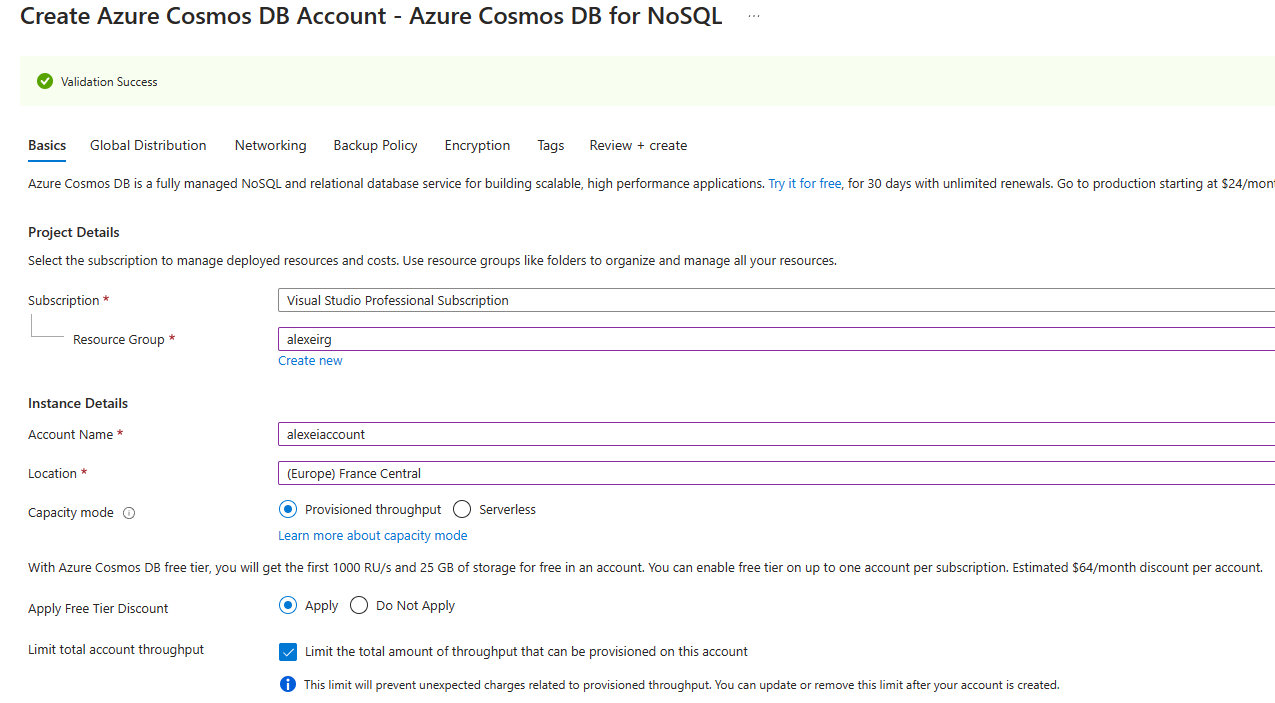 Create Azure Cosmos DB Account - Azure Cosmos DB for NoSQL ...
Validation Success
Basics Global Distribution Networking Backup Policy Encryption Tags Review + create
Azure Cosmos DB is a fully managed NoSQL and relational database service for building scalable, high performance applications. Try it for free, for 30 days with unlimited renewals. Go to production starting at $24/mon
Project Details
Select the subscription to manage deployed resources and costs. Use resource groups like folders to organize and manage all your resources.
Subscription * Visual Studio Professional Subscription
Resource Group * alexeirg
Create new
Instance Details
Account Name * alexeiaccount
Location * (Europe) France Central
Capacity mode Provisioned throughput Serverless
Learn more about capacity mode
With Azure Cosmos DB free tier, you will get the first 1000 RU/s and 25 GB of storage for free in an account. You can enable free tier on up to one account per subscription. Estimated $64/month discount per account.
Apply Free Tier Discount Apply Do Not Apply
Limit total account throughput Limit the total amount of throughput that can be provisioned on this account
This limit will prevent unexpected charges related to provisioned throughput. You can update or remove this limit after your account is created.